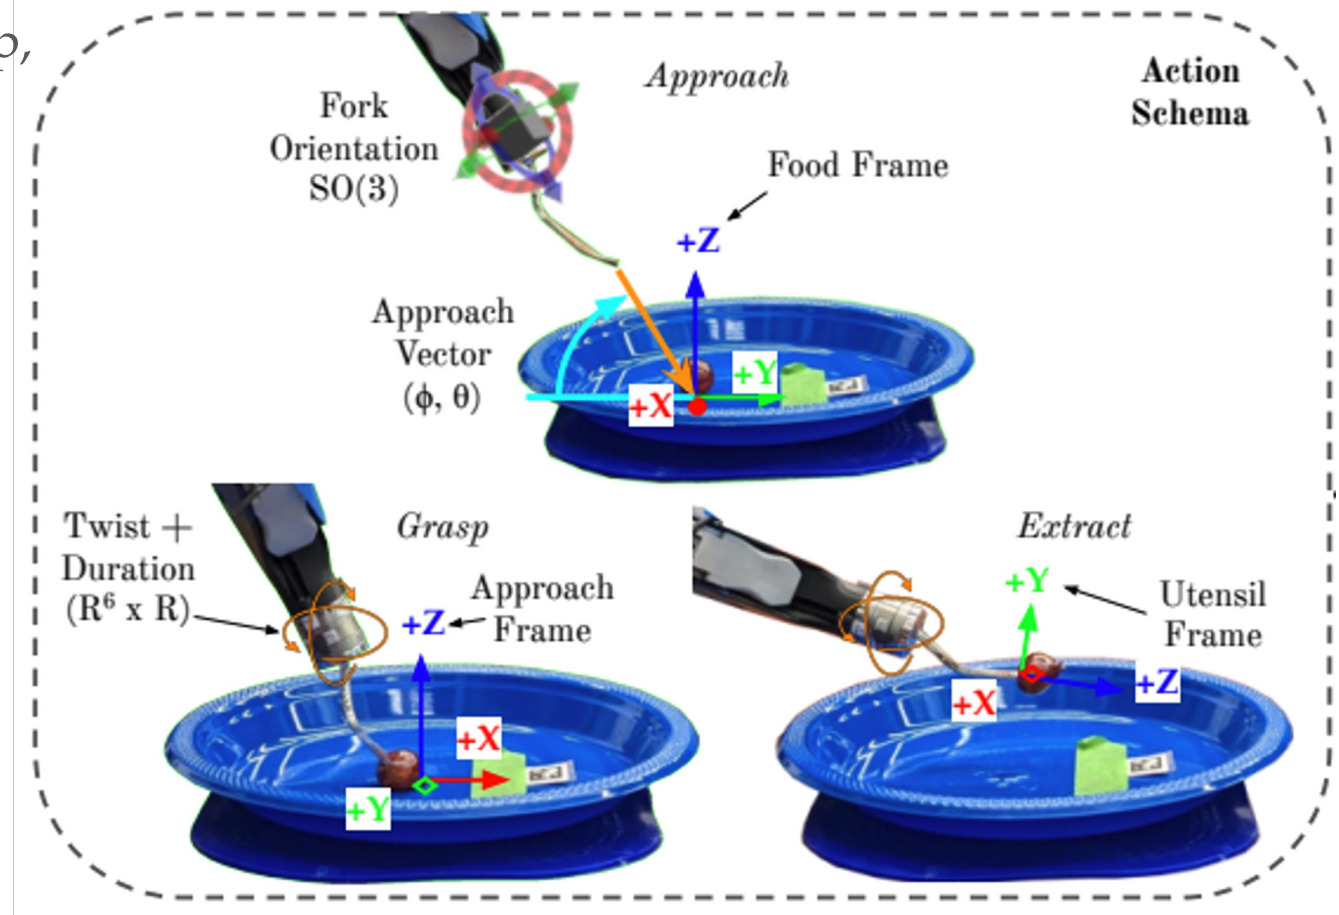 p,
Approach
Action
Schema
Fork
Orientation
SO(3)
Food Frame
+Z
Approach
Vector
(ϕ, θ)
+Y
+X
Twist +
Duration
(R⁶ x R)
Grasp
Approach
Frame
+Z
+X
+Y
Extract
+Y
Utensil
Frame
+X
+Z